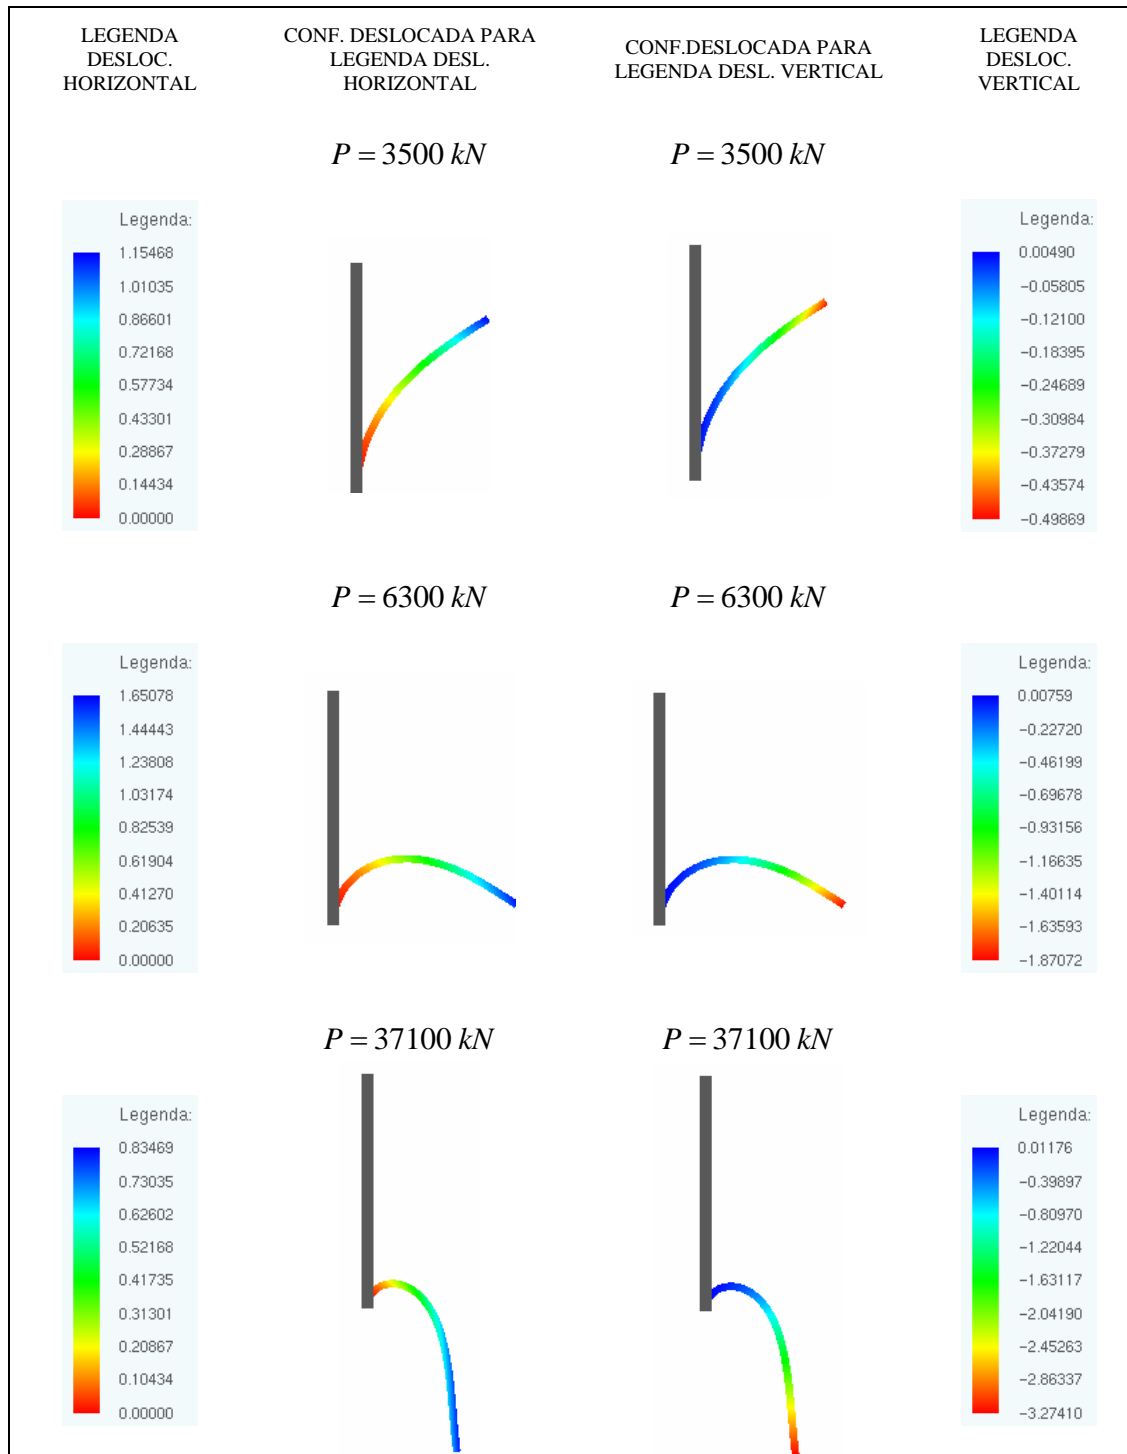 LEGENDA
DESLOC.
HORIZONTAL
CONF. DESLOCADA PARA
LEGENDA DESL.
HORIZONTAL
CONF.DESLOCADA PARA
LEGENDA DESL. VERTICAL
LEGENDA
DESLOC.
VERTICAL
P = 3500 kN
P = 3500 kN
Legenda:
1.15468
1.01035
0.86601
0.72168
0.57734
0.43301
0.28867
0.14434
0.00000
Legenda:
0.00490
−0.05805
−0.12100
−0.18395
−0.24689
−0.30984
−0.37279
−0.43574
−0.49869
P = 6300 kN
P = 6300 kN
Legenda:
1.65078
1.44443
1.23808
1.03174
0.82539
0.61904
0.41270
0.20635
0.00000
Legenda:
0.00759
−0.22720
−0.46199
−0.69678
−0.93156
−1.16635
−1.40114
−1.63593
−1.87072
P = 37100 kN
P = 37100 kN
Legenda:
0.83469
0.73035
0.62602
0.52168
0.41735
0.31301
0.20867
0.10434
0.00000
Legenda:
0.01176
−0.39897
−0.80970
−1.22044
−1.63117
−2.04190
−2.45263
−2.86337
−3.27410